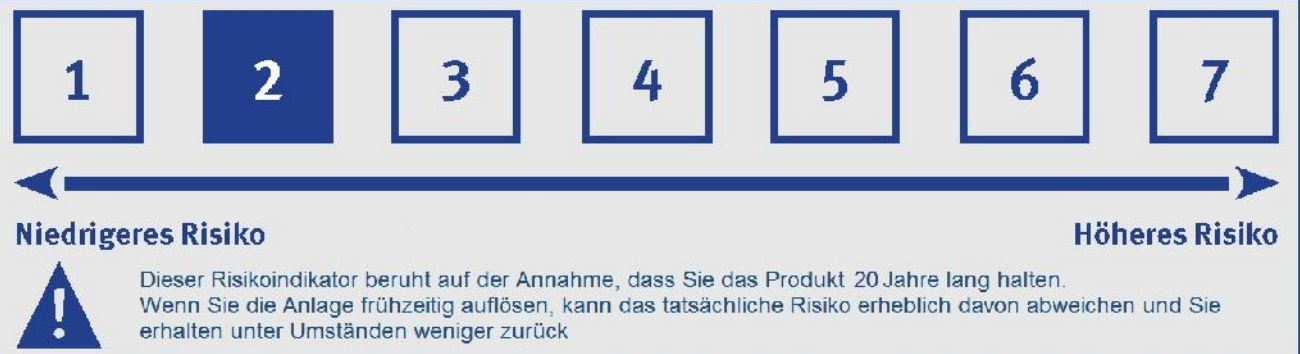 1 2 3 4 5 6 7
Niedrigeres Risiko Höheres Risiko
Dieser Risikoindikator beruht auf der Annahme, dass Sie das Produkt 20 Jahre lang halten.
Wenn Sie die Anlage frühzeitig auflösen, kann das tatsächliche Risiko erheblich davon abweichen und Sie
erhalten unter Umständen weniger zurück